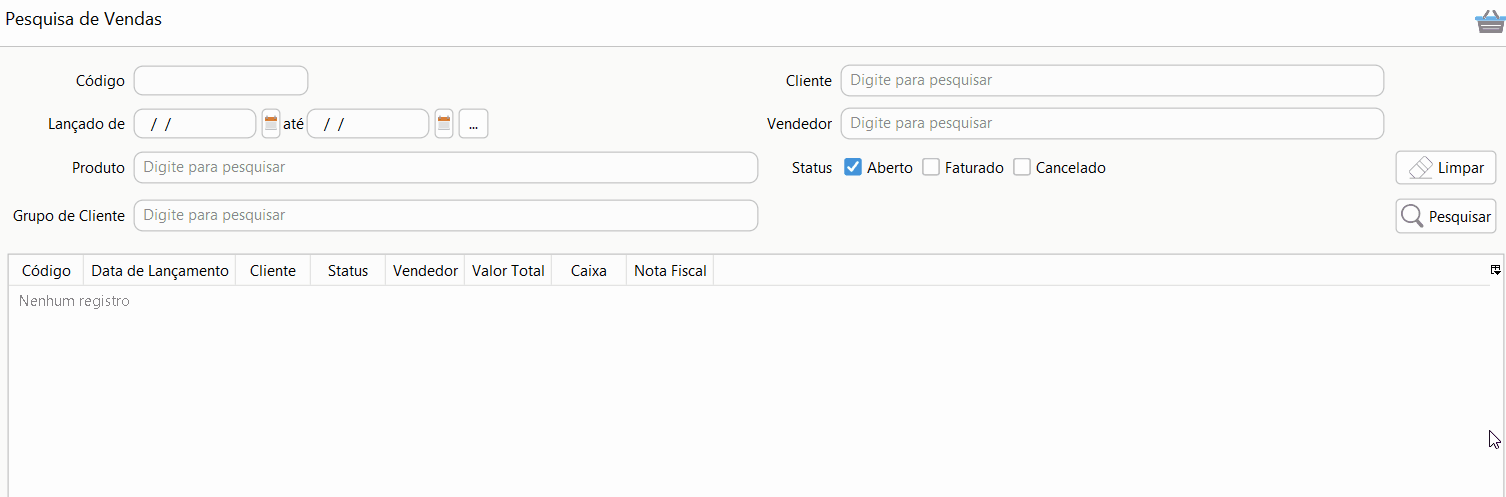 Pesquisa de Vendas
Código
Cliente Digite para pesquisar
Lançado de / / até / / ...
Vendedor Digite para pesquisar
Produto Digite para pesquisar
Status Aberto Faturado Cancelado
Limpar
Grupo de Cliente Digite para pesquisar
Pesquisar
Código Data de Lançamento Cliente Status Vendedor Valor Total Caixa Nota Fiscal
Nenhum registro